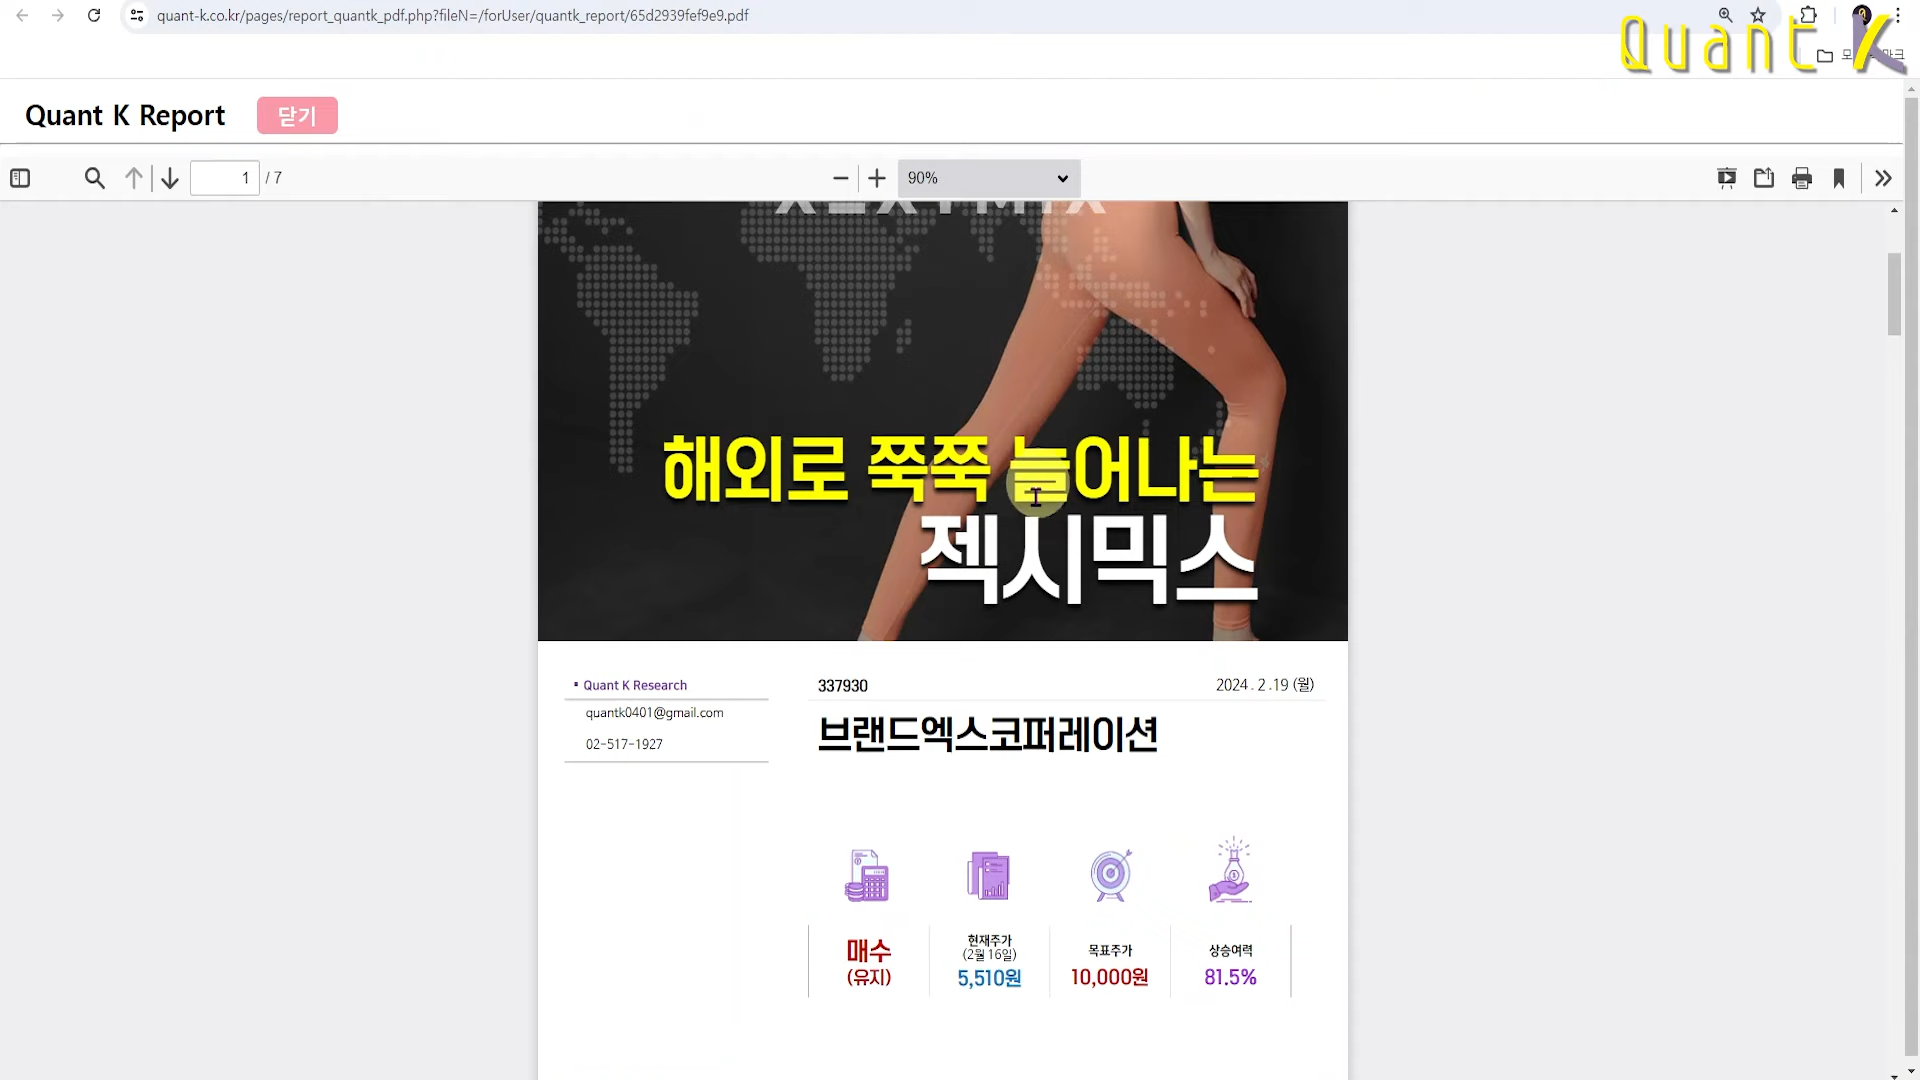 quant-k.co.kr/pages/report_quantk_pdf.php?fileN=/forUser/quantk_report/65d2939fef9e9.pdf
Quant K
Quant K Report
닫기
1 / 7
90%
해외로 쭉쭉 늘어나는
젝시믹스
Quant K Research
quantk0401@gmail.com
02-517-1927
337930
2024. 2 .19 (월)
브랜드엑스코퍼레이션
매수
(유지)
현재주가
(2월 16일)
5,510원
목표주가
10,000원
상승여력
81.5%